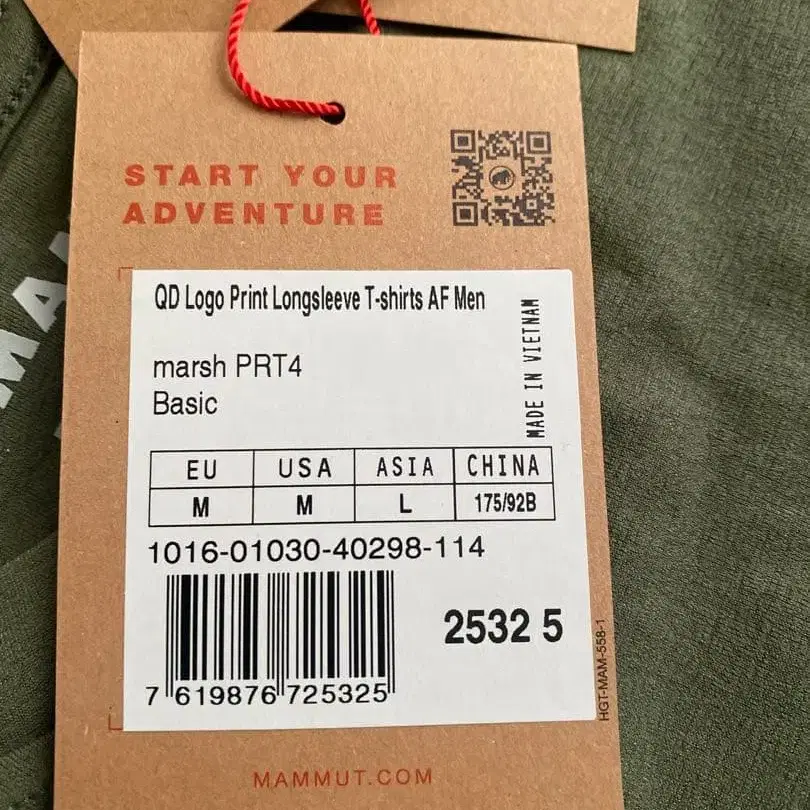 START YOUR
ADVENTURE
QD Logo Print Longsleeve T-shirts AF Men
MADE IN VIETNAM
marsh PRT4
Basic
EU USA ASIA CHINA
M M L 175/92B
1016-01030-40298-114
2532 5
7 619876 725325
HGT-MAM-558-1
MAMMUT.COM
MA